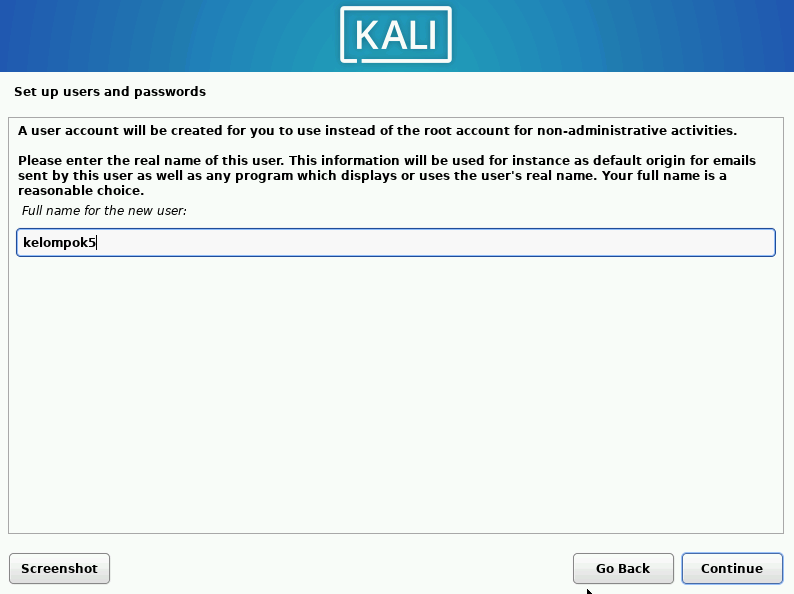 KALI
Set up users and passwords
A user account will be created for you to use instead of the root account for non-administrative activities.
Please enter the real name of this user. This information will be used for instance as default origin for emails
sent by this user as well as any program which displays or uses the user's real name. Your full name is a
reasonable choice.
Full name for the new user:
kelompok5
Screenshot
Go Back
Continue